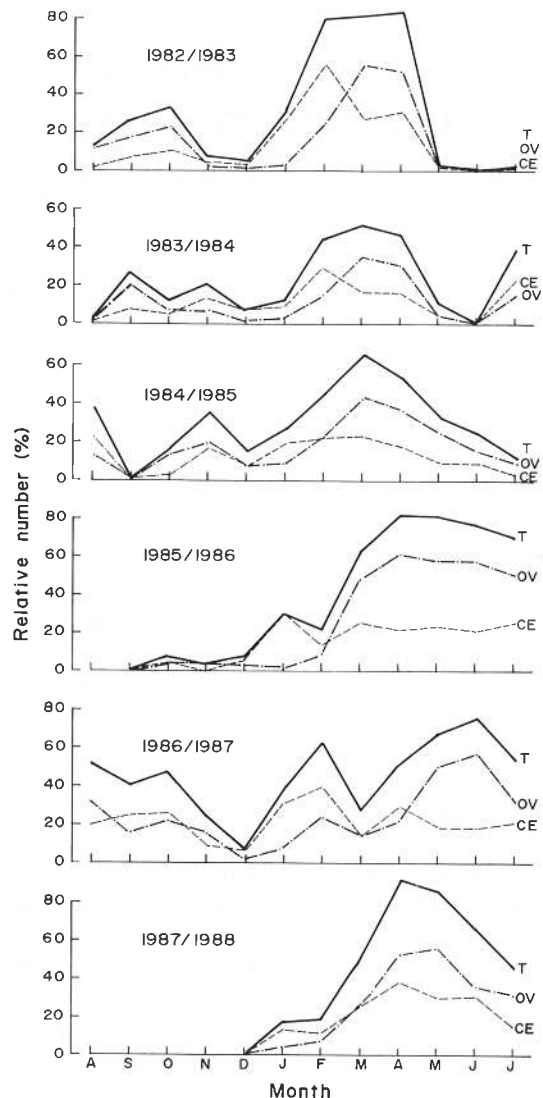 80
60
40
20
0
1982/1983
T
OV
CE
60
40
20
0
1983/1984
T
CE
OV
60
40
20
0
1984/1985
T
OV
CE
80
60
40
20
0
1985/1986
T
OV
CE
80
60
40
20
0
1986/1987
T
OV
CE
80
60
40
20
0
1987/1988
T
OV
CE
Relative number (%)
A S O N D J F M A M J J
Month